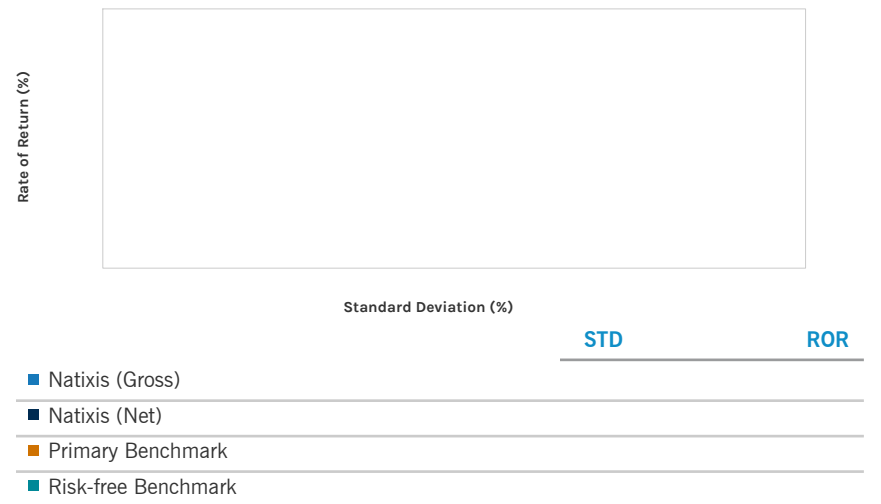 Rate of Return (%)
Standard Deviation (%)
STD ROR
Natixis (Gross)
Natixis (Net)
Primary Benchmark
Risk-free Benchmark